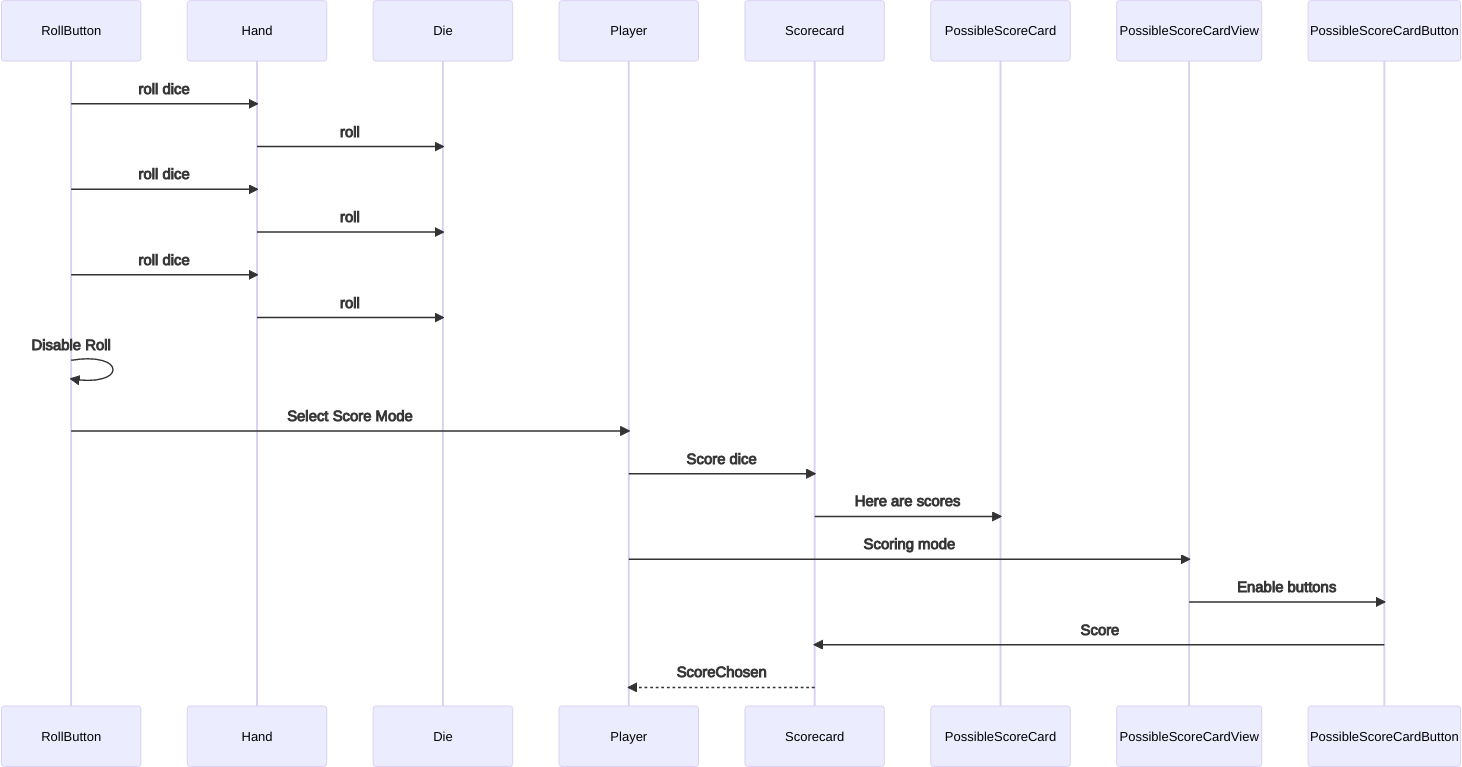 RollButton
Hand
Die
Player
Scorecard
PossibleScoreCard
PossibleScoreCardView
PossibleScoreCardButton
roll dice
roll
roll dice
roll
roll dice
roll
Disable Roll
Select Score Mode
Score dice
Here are scores
Scoring mode
Enable buttons
Score
ScoreChosen
RollButton
Hand
Die
Player
Scorecard
PossibleScoreCard
PossibleScoreCardView
PossibleScoreCardButton